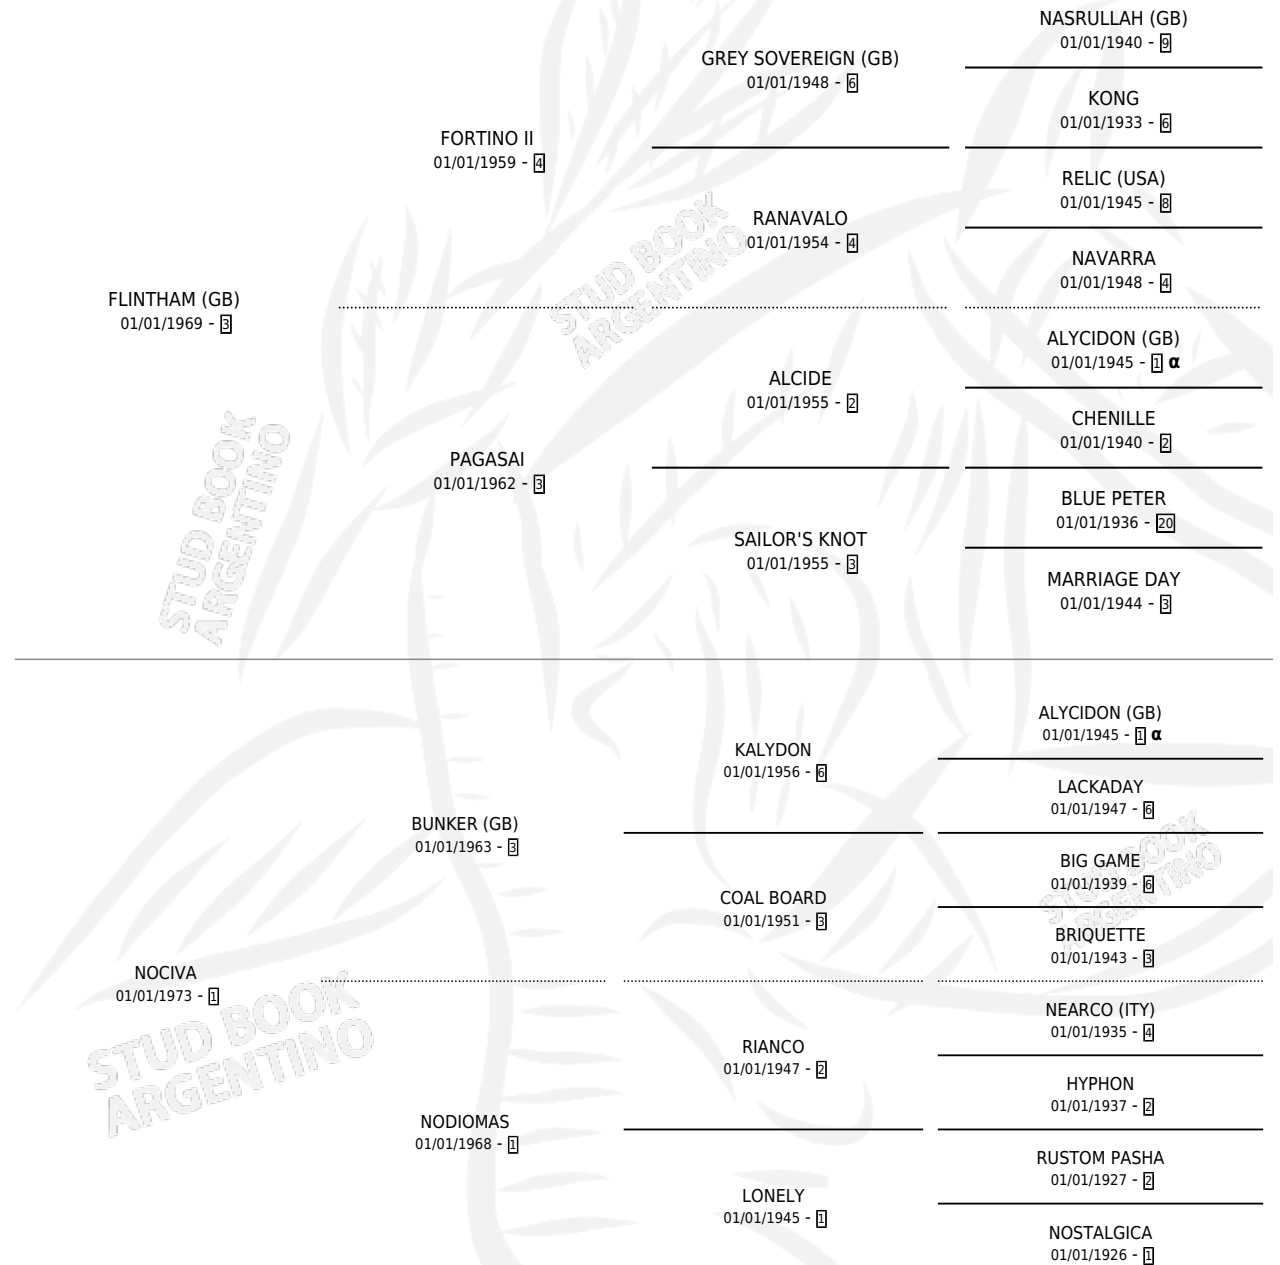 FLINTHAM (GB)
01/01/1969 - 3
FORTINO II
01/01/1959 - 4
GREY SOVEREIGN (GB)
01/01/1948 - 6
NASRULLAH (GB)
01/01/1940 - 9
KONG
01/01/1933 - 6
RANAVALO
01/01/1954 - 4
RELIC (USA)
01/01/1945 - 8
NAVARRA
01/01/1948 - 4
PAGASAI
01/01/1962 - 3
ALCIDE
01/01/1955 - 2
ALYCIDON (GB)
01/01/1945 - 1 α
CHENILLE
01/01/1940 - 2
SAILOR'S KNOT
01/01/1955 - 3
BLUE PETER
01/01/1936 - 20
MARRIAGE DAY
01/01/1944 - 3
NOCIVA
01/01/1973 - 1
BUNKER (GB)
01/01/1963 - 3
KALYDON
01/01/1956 - 6
ALYCIDON (GB)
01/01/1945 - 1 α
LACKADAY
01/01/1947 - 6
COAL BOARD
01/01/1951 - 3
BIG GAME
01/01/1939 - 6
BRIQUETTE
01/01/1943 - 3
NODIOMAS
01/01/1968 - 1
RIANCO
01/01/1947 - 2
NEARCO (ITY)
01/01/1935 - 4
HYPHON
01/01/1937 - 2
LONELY
01/01/1945 - 1
RUSTOM PASHA
01/01/1927 - 2
NOSTALGICA
01/01/1926 - 1
STUD BOOK
ARGENTINO
STUD BOOK
ARGENTINO
STUD BOOK
ARGENTINO
STUD BOOK
ARGENTINO